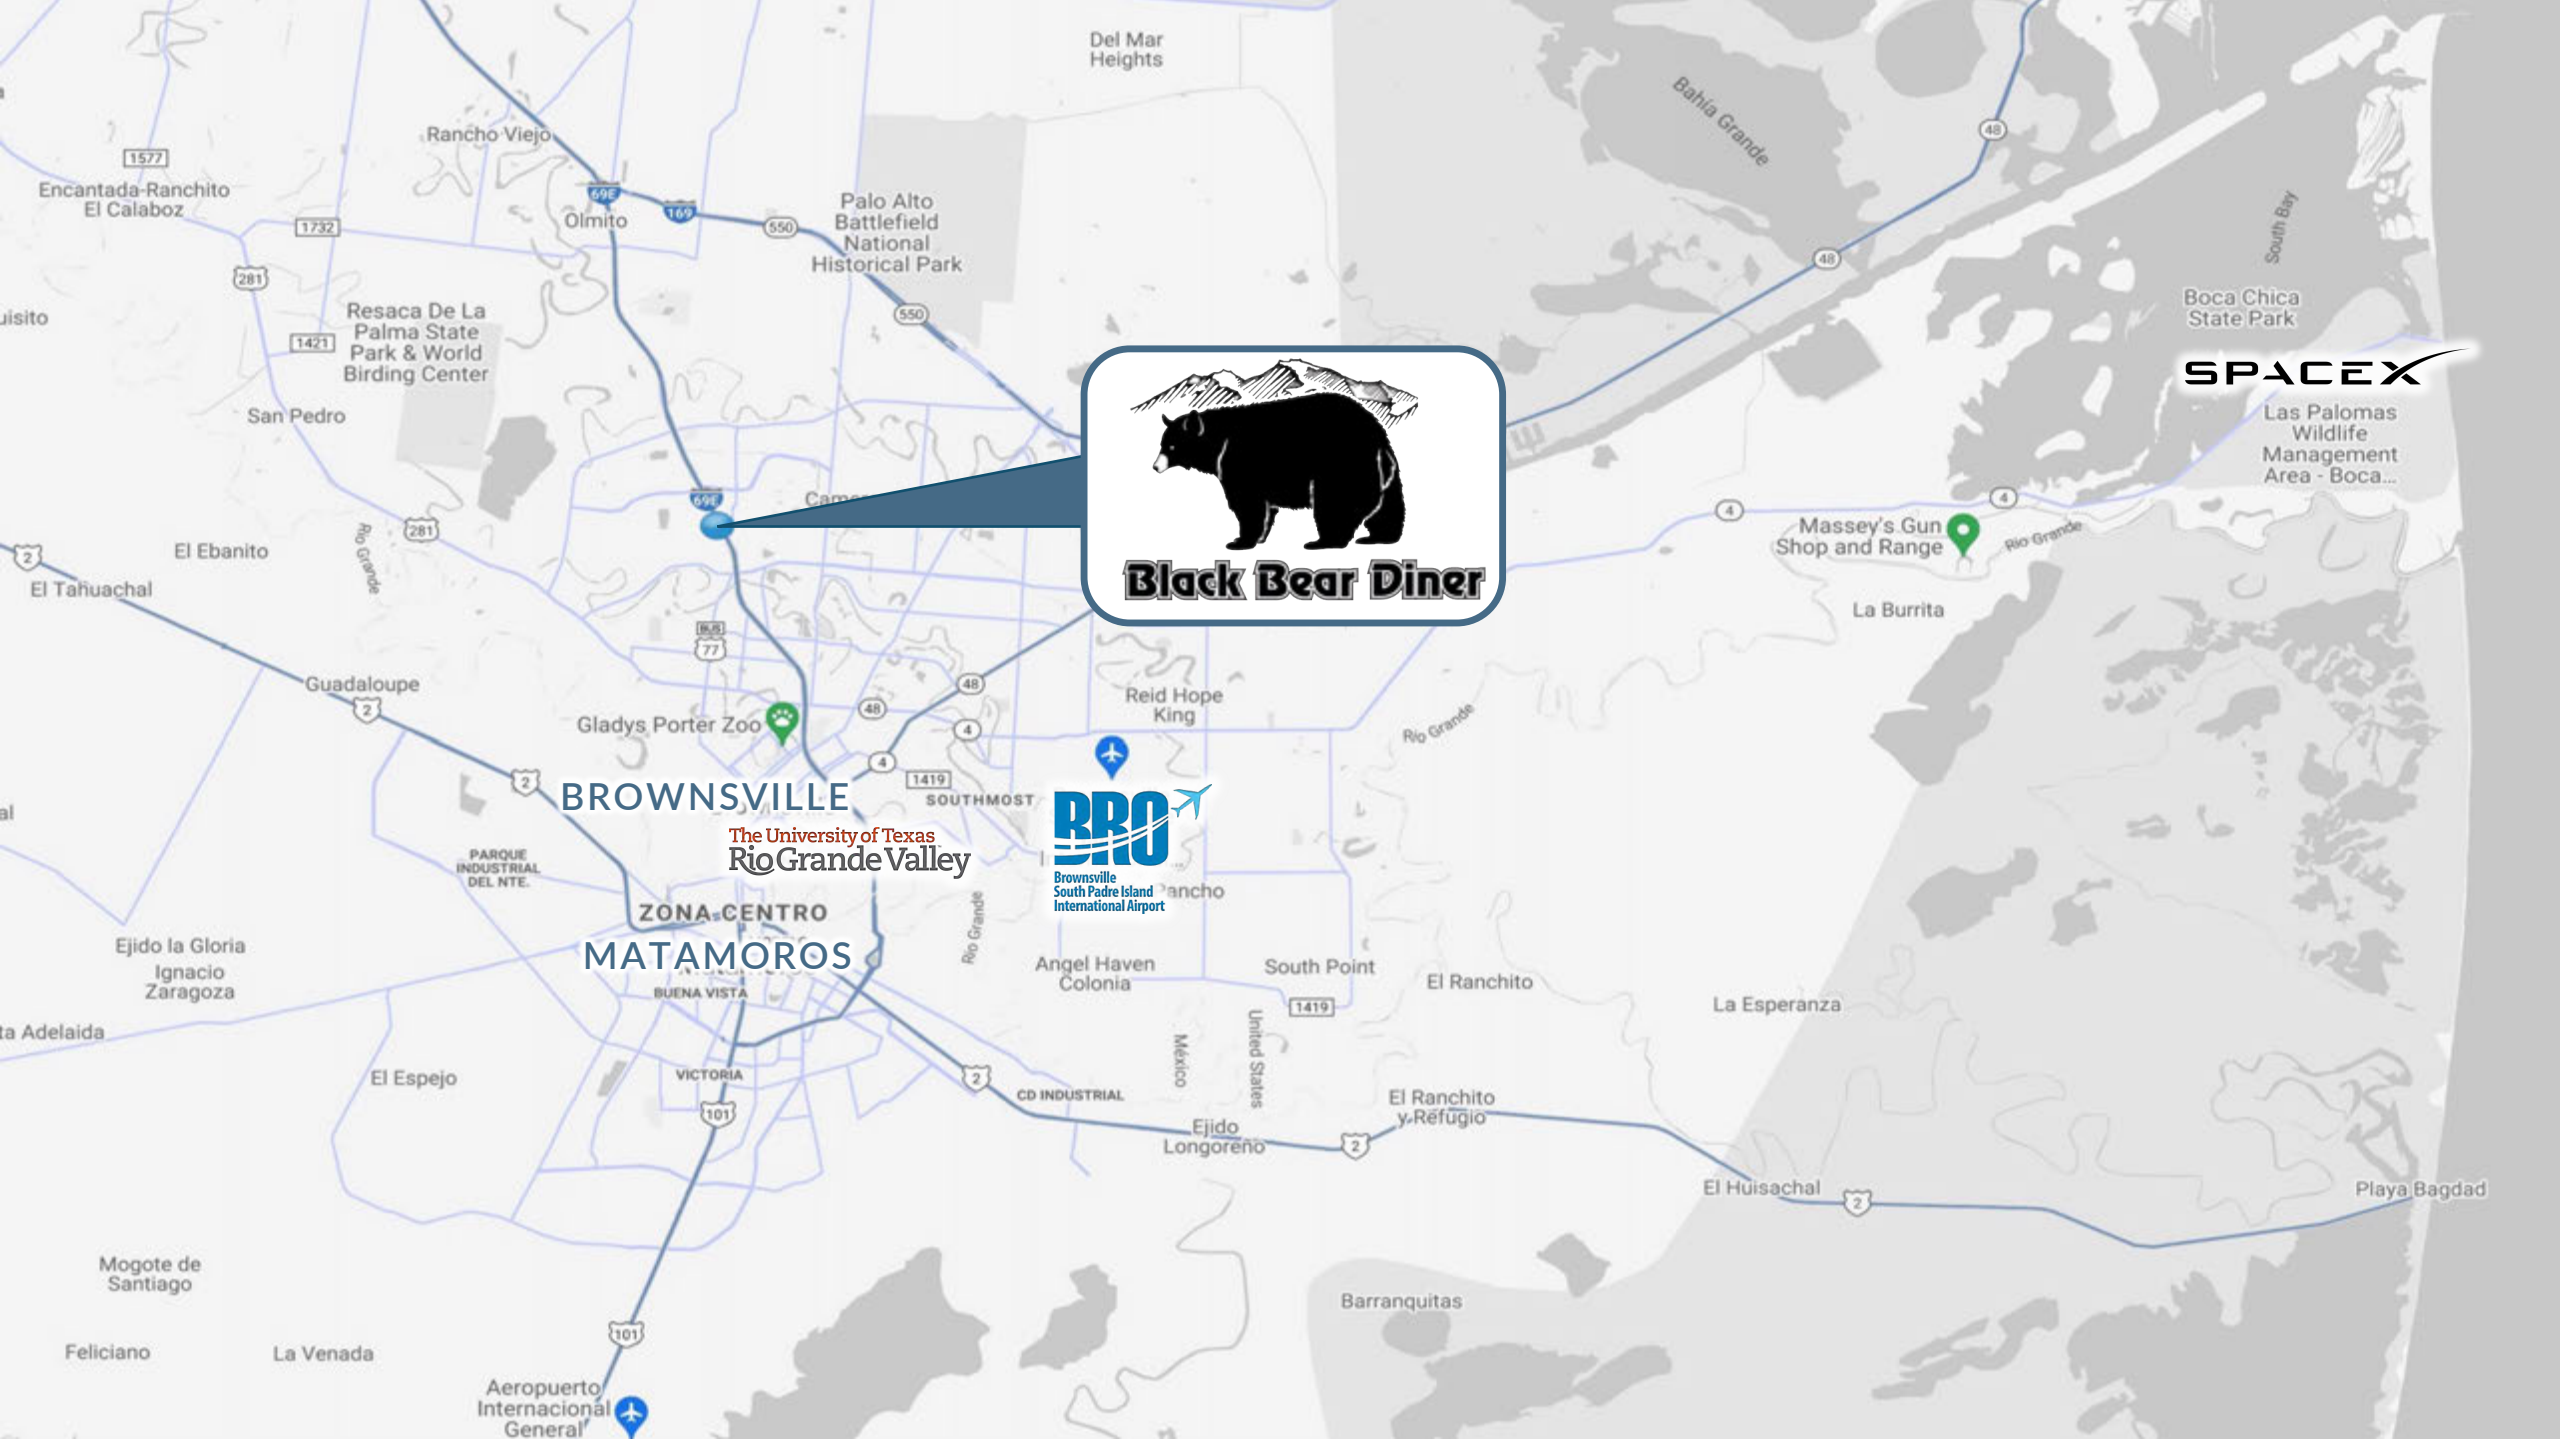 Del Mar
Heights
Bahía Grande
48
Rancho Viejo
1577
69E
Encantada-Ranchito
El Calaboz
Olmito
169
550
1732
Palo Alto
Battlefield
National
Historical Park
South Bay
48
281
Boca Chica
State Park
Resaca De La
Palma State
Park & World
Birding Center
550
1421
SPACEX
San Pedro
Las Palomas
Wildlife
Management
Area - Boca...
69E
4
4
281
Rio Grande
El Ebanito
Massey's Gun
Shop and Range
Rio Grande
2
El Tahuachal
Black Bear Diner
La Burrita
BUS
77
Guadaloupe
2
48
48
Reid Hope
King
Gladys Porter Zoo
4
Rio Grande
4
2
1419
BROWNSVILLE
SOUTHMOST
BRO
Brownsville
South Padre Island
International Airport
The University of Texas
Rio Grande Valley
PARQUE
INDUSTRIAL
DEL NTE.
ZONA CENTRO
Rio Grande
MATAMOROS
Ejido la Gloria
Ignacio
Zaragoza
Angel Haven
Colonia
South Point
El Ranchito
BUENA VISTA
1419
La Esperanza
ta Adelaida
México
United States
El Espejo
VICTORIA
2
CD INDUSTRIAL
101
El Ranchito
y Refugio
Ejido
Longoreño
2
El Huisachal
2
Playa Bagdad
Mogote de
Santiago
Barranquitas
101
Feliciano
La Venada
Aeropuerto
Internacional
General